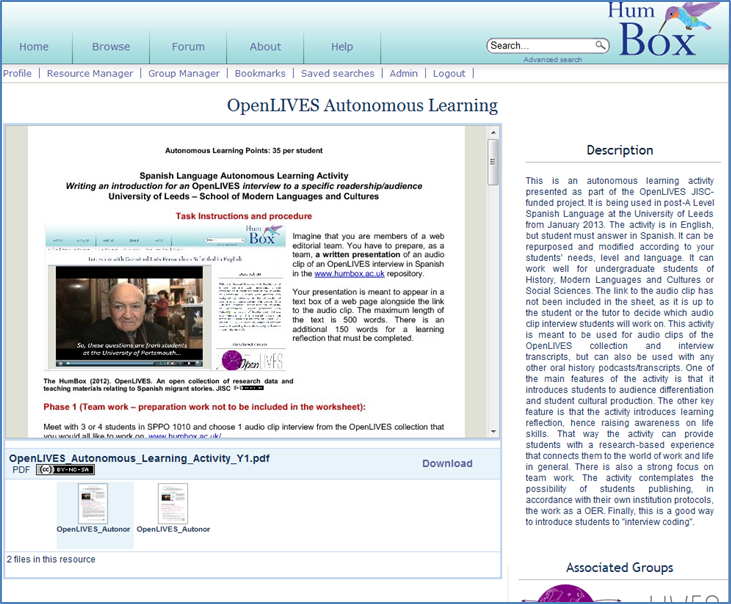 Hum
Box
Home
Browse
Forum
About
Help
Search...
Advanced search
Profile
Resource Manager
Group Manager
Bookmarks
Saved searches
Admin
Logout
OpenLIVES Autonomous Learning
Autonomous Learning Points: 35 per student
Spanish Language Autonomous Learning Activity
Writing an introduction for an OpenLIVES interview to a specific readership/audience
University of Leeds – School of Modern Languages and Cultures
Task Instructions and procedure
Hum
Box
So, these questions are from students
at the University of Portsmouth...
LIVES
Imagine that you are members of a web
editorial team. You have to prepare, as a
team, a written presentation of an audio
clip of an OpenLIVES interview in Spanish
in the www.humbox.ac.uk repository.
Your presentation is meant to appear in a
text box of a web page alongside the link
to the audio clip. The maximum length of
the text is 500 words. There is an
additional 150 words for a learning
reflection that must be completed.
The HumBox (2012). OpenLIVES. An open collection of research data and
teaching materials relating to Spanish migrant stories. JISC
Phase 1 (Team work – preparation work not to be included in the worksheet):
Meet with 3 or 4 students in SPPO 1010 and choose 1 audio clip interview from the OpenLIVES collection that
you would all like to work on. www.humbox.ac.uk/
OpenLIVES_Autonomous_Learning_Activity_Y1.pdf
PDF
cc BY-NC-SA
Download
OpenLIVES_Autonor
OpenLIVES_Autonor
2 files in this resource
Description
This is an autonomous learning activity
presented as part of the OpenLIVES JISC-
funded project. It is being used in post-A Level
Spanish Language at the University of Leeds
from January 2013. The activity is in English,
but student must answer in Spanish. It can be
repurposed and modified according to your
students' needs, level and language. It can
work well for undergraduate students of
History, Modern Languages and Cultures or
Social Sciences. The link to the audio clip has
not been included in the sheet, as it is up to
the student or the tutor to decide which audio
clip interview students will work on. This activity
is meant to be used for audio clips of the
OpenLIVES collection and interview
transcripts, but can also be used with any
other oral history podcasts/transcripts. One of
the main features of the activity is that it
introduces students to audience differentiation
and student cultural production. The other key
feature is that the activity introduces learning
reflection, hence raising awareness on life
skills. That way the activity can provide
students with a research-based experience
that connects them to the world of work and life
in general. There is also a strong focus on
team work. The activity contemplates the
possibility of students publishing, in
accordance with their own institution protocols,
the work as a OER. Finally, this is a good way
to introduce students to "interview coding".
Associated Groups